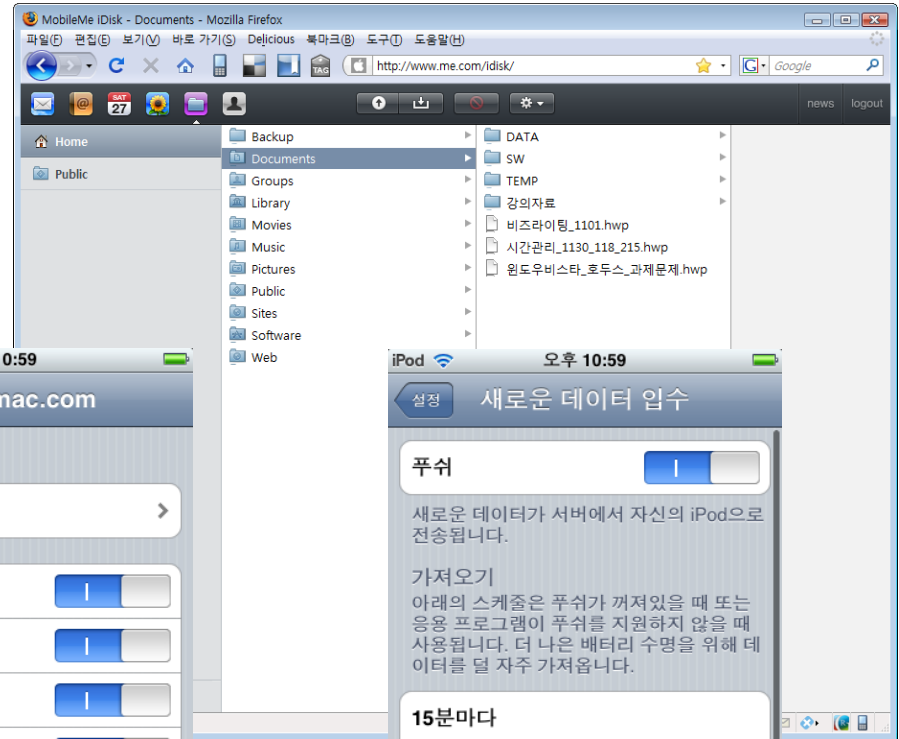 MobileMe iDisk - Documents - Mozilla Firefox
파일(F) 편집(E) 보기(V) 바로 가기(S) Delicious 북마크(B) 도구(T) 도움말(H)
TAG http://www.me.com/idisk/ G Google
@ SAT 27 news logout
Home
Public
Backup
Documents
Groups
Library
Movies
Music
Pictures
Public
Sites
Software
Web
DATA
SW
TEMP
강의자료
비즈라이팅_1101.hwp
시간관리_1130_118_215.hwp
윈도우비스타_호두스_과제문제.hwp
0:59
mac.com
iPod 오후 10:59
설정 새로운 데이터 입수
푸쉬
새로운 데이터가 서버에서 자신의 iPod으로
전송됩니다.
가져오기
아래의 스케줄은 푸쉬가 꺼져있을 때 또는
응용 프로그램이 푸쉬를 지원하지 않을 때
사용됩니다. 더 나은 배터리 수명을 위해 데
이터를 덜 자주 가져옵니다.
15분마다